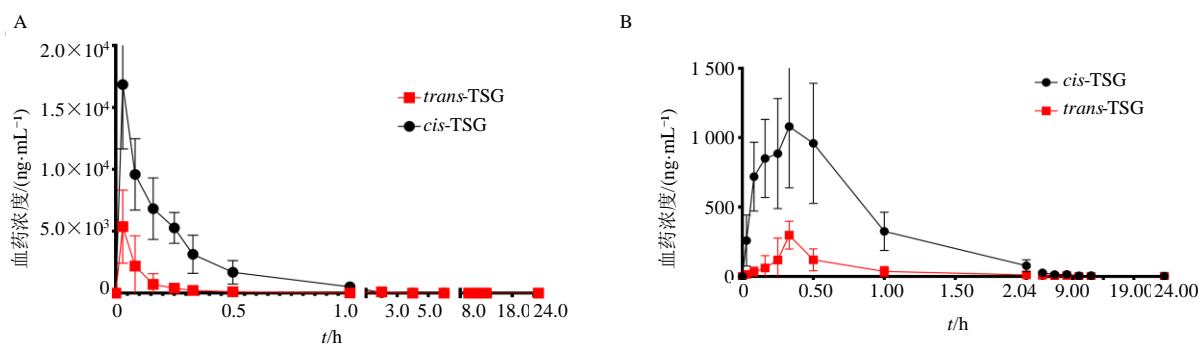 A
血药浓度/(ng·mL⁻¹)
2.0×10⁴
1.5×10⁴
1.0×10⁴
5.0×10³
0
trans-TSG
cis-TSG
0
0.5
1.0
3.0
5.0
8.0
18.0
24.0
t/h
B
血药浓度/(ng·mL⁻¹)
1 500
1 000
500
0
cis-TSG
trans-TSG
0
0.50
1.00
1.50
2.04
9.00
19.00
24.00
t/h